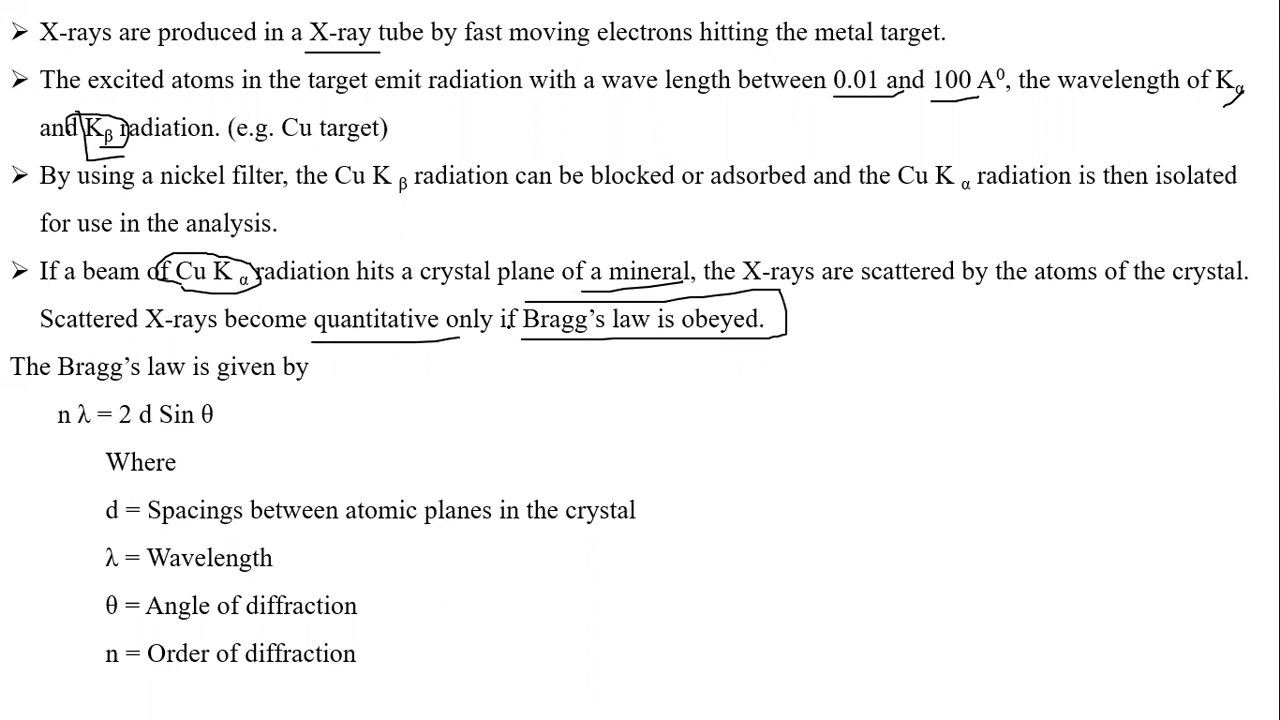 ➢ X-rays are produced in a X-ray tube by fast moving electrons hitting the metal target.
➢ The excited atoms in the target emit radiation with a wave length between 0.01 and 100 A⁰, the wavelength of Kα
and Kβ radiation. (e.g. Cu target)
➢ By using a nickel filter, the Cu K β radiation can be blocked or adsorbed and the Cu K α radiation is then isolated
for use in the analysis.
➢ If a beam of Cu K α radiation hits a crystal plane of a mineral, the X-rays are scattered by the atoms of the crystal.
Scattered X-rays become quantitative only if Bragg’s law is obeyed.
The Bragg’s law is given by
n λ = 2 d Sin θ
Where
d = Spacings between atomic planes in the crystal
λ = Wavelength
θ = Angle of diffraction
n = Order of diffraction